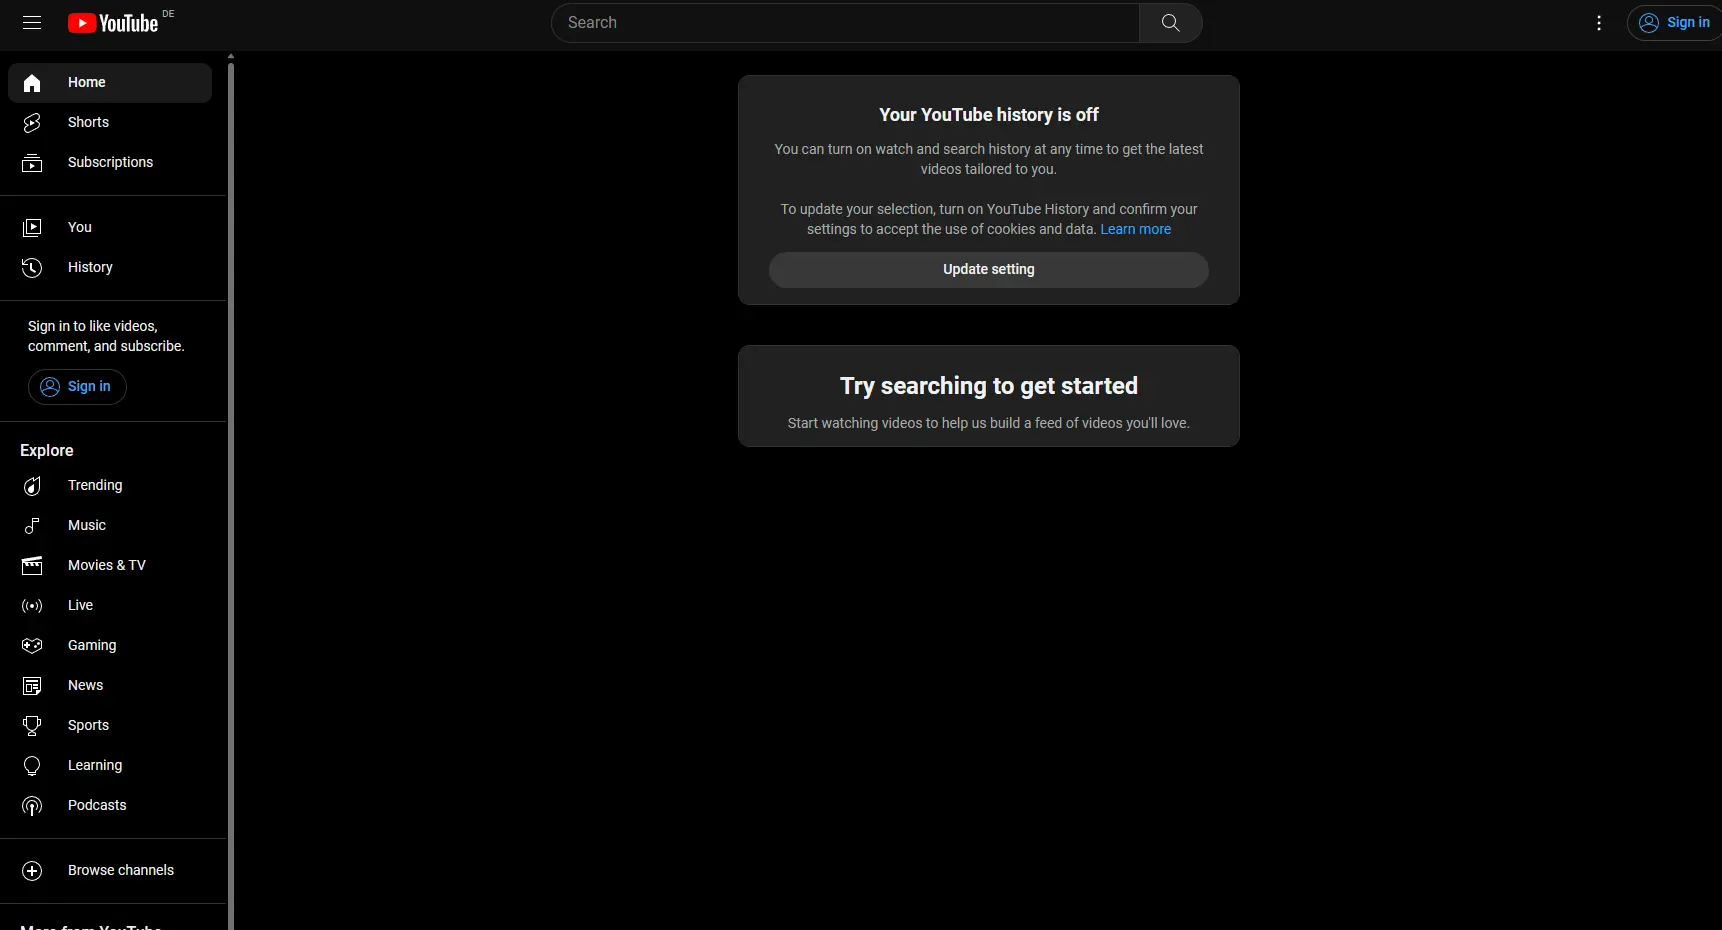 YouTube DE
Search
Sign in
Home
Shorts
Subscriptions
You
History
Sign in to like videos,
comment, and subscribe.
Sign in
Explore
Trending
Music
Movies & TV
Live
Gaming
News
Sports
Learning
Podcasts
Browse channels
More from YouTube
Your YouTube history is off
You can turn on watch and search history at any time to get the latest
videos tailored to you.
To update your selection, turn on YouTube History and confirm your
settings to accept the use of cookies and data. Learn more
Update setting
Try searching to get started
Start watching videos to help us build a feed of videos you'll love.